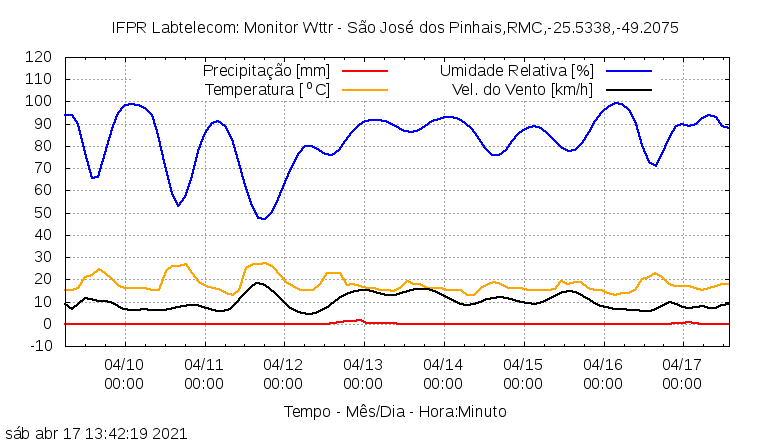 IFPR Labtelecom: Monitor Wttr - São José dos Pinhais,RMC,-25.5338,-49.2075
120
110
100
90
80
70
60
50
40
30
20
10
0
-10
Precipitação [mm]
Temperatura [⁰C]
Umidade Relativa [%]
Vel. do Vento [km/h]
04/10 04/11 04/12 04/13 04/14 04/15 04/16 04/17
00:00 00:00 00:00 00:00 00:00 00:00 00:00 00:00
Tempo - Mês/Dia - Hora:Minuto
sáb abr 17 13:42:19 2021